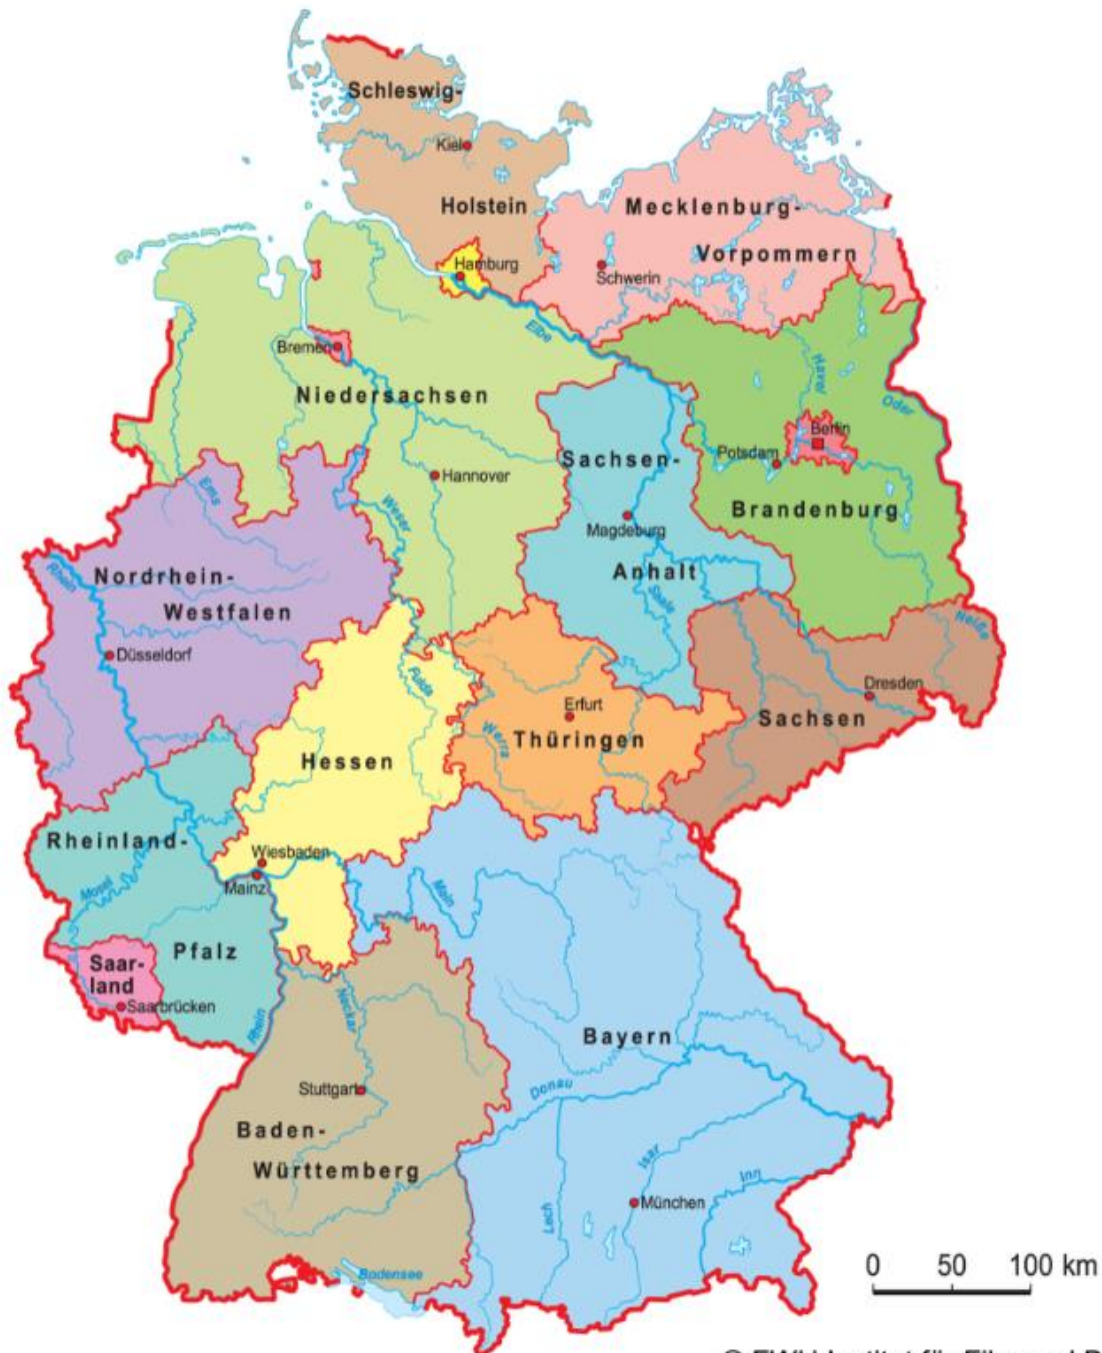 Schleswig-
Kiel
Holstein
Mecklenburg-
Vorpommern
Hamburg
Schwerin
Elbe
Bremen
Havel
Niedersachsen
Oder
Berlin
Sachsen-
Potsdam
Hannover
Ems
Weser
Brandenburg
Magdeburg
Anhalt
Rhein
Nordrhein-
Westfalen
Saale
Neiße
Düsseldorf
Fulda
Dresden
Erfurt
Sachsen
Werra
Thüringen
Hessen
Rheinland-
Wiesbaden
Mainz
Mosel
Main
Pfalz
Saar-
land
Saarbrücken
Neckar
Rhein
Bayern
Stuttgart
Donau
Baden-
Württemberg
Isar
Inn
München
Lech
Bodensee
0 50 100 km